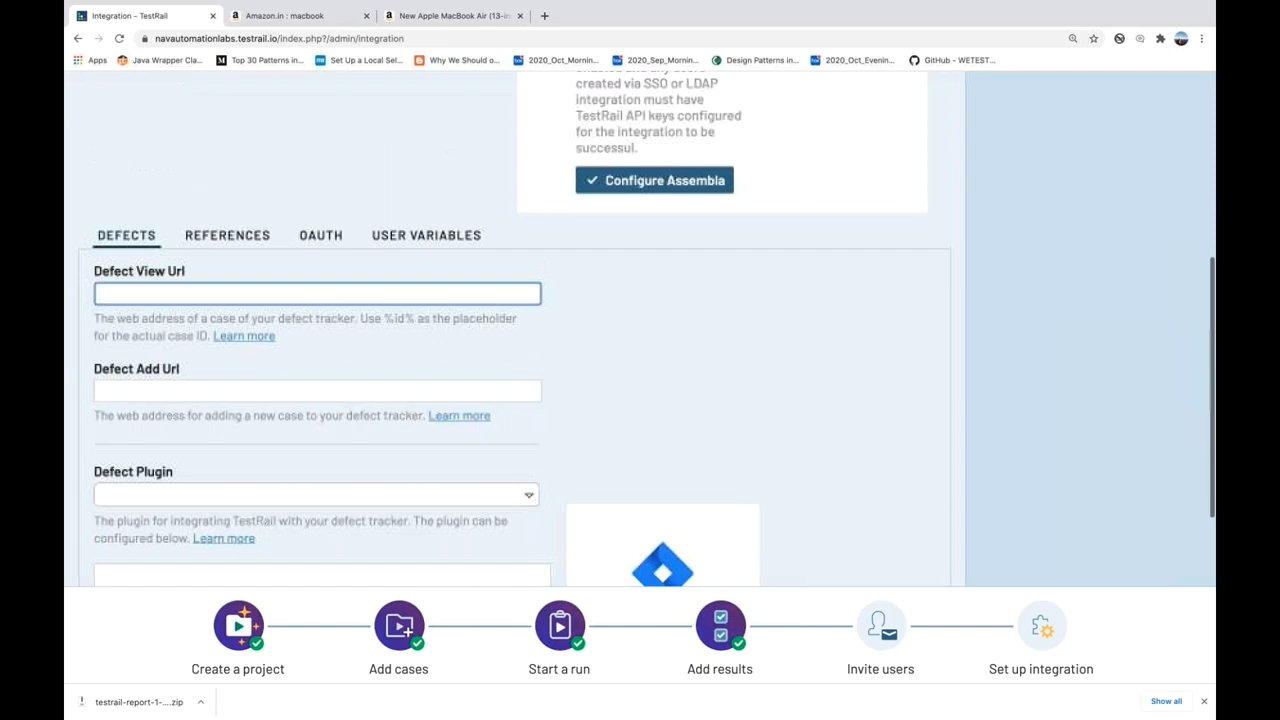 Integration - TestRail
Amazon.in : macbook
New Apple MacBook Air (13-in
navautomationlabs.testrail.io/index.php?/admin/integration
Apps
Java Wrapper Cla...
Top 30 Patterns in...
Set Up a Local Sel...
Why We Should o...
2020_Oct_Mornin...
2020_Sep_Mornin...
Design Patterns in...
2020_Oct_Evenin...
GitHub - WETEST...
created via SSO or LDAP
integration must have
TestRail API keys configured
for the integration to be
successul.
Configure Assembla
DEFECTS
REFERENCES
OAUTH
USER VARIABLES
Defect View Url
The web address of a case of your defect tracker. Use %id% as the placeholder
for the actual case ID. Learn more
Defect Add Url
The web address for adding a new case to your defect tracker. Learn more
Defect Plugin
The plugin for integrating TestRail with your defect tracker. The plugin can be
configured below. Learn more
Create a project
Add cases
Start a run
Add results
Invite users
Set up integration
testrail-report-1-....zip
Show all